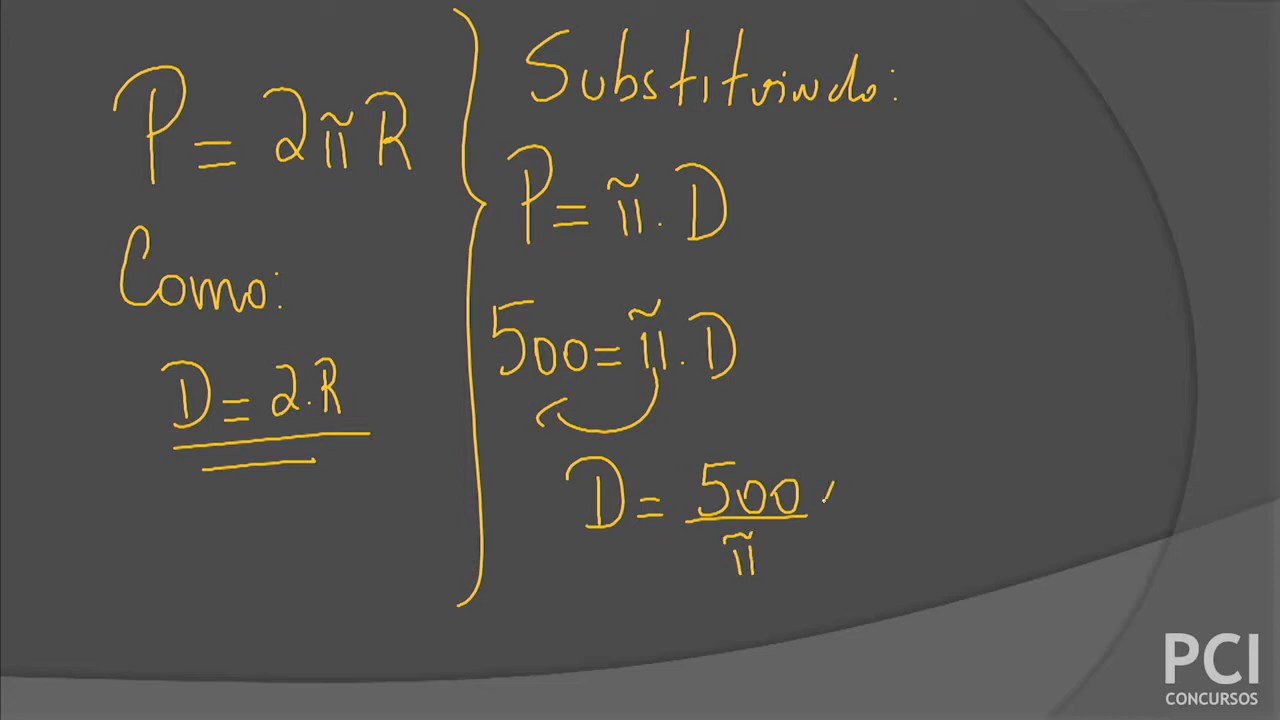 P = 2πR
Como:
D = 2.R
Substituindo:
P = π . D
500 = π . D
D = 500
π
PCI
CONCURSOS